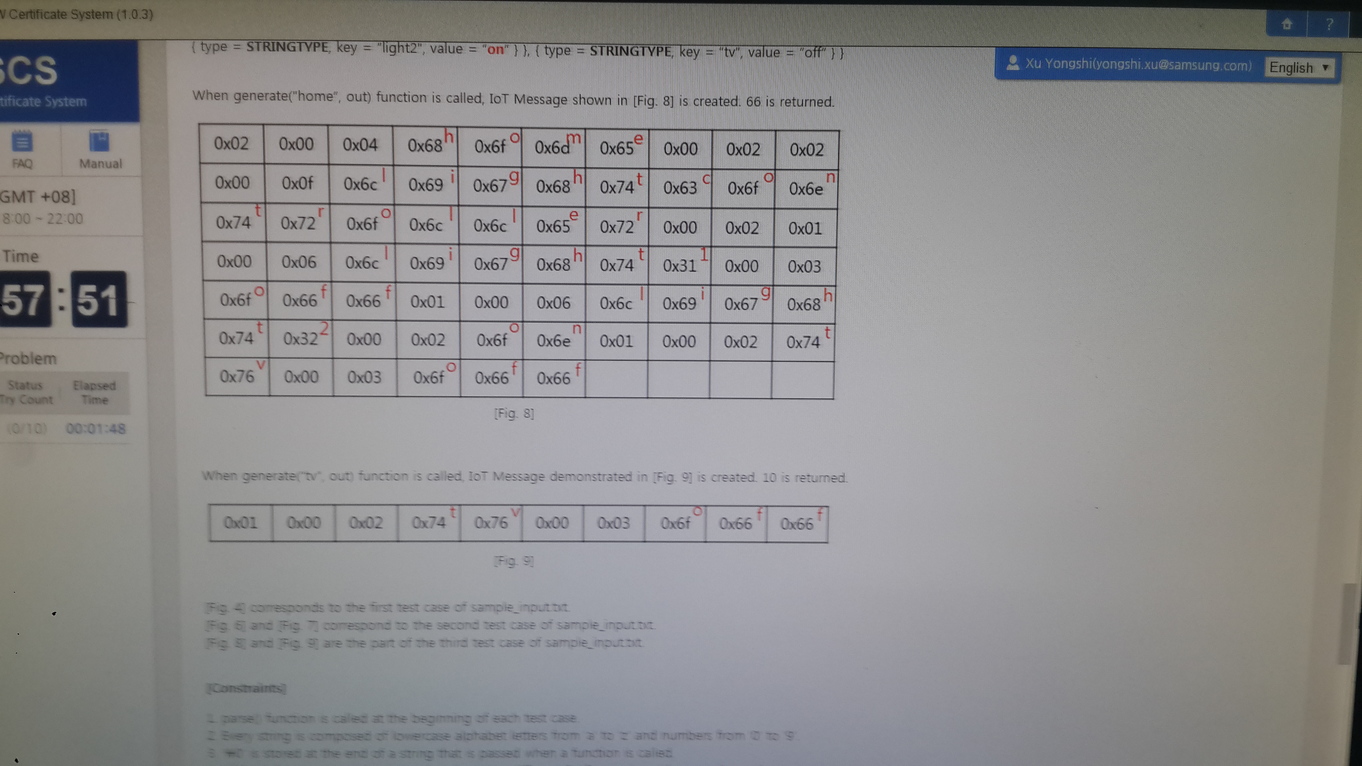 W Certificate System (1.0.3)
?
SCS
tificate System
Xu Yongshi(yongshi.xu@samsung.com) English ▼
FAQ Manual
GMT +08]
8:00 ~ 22:00
Time
57 : 51
Problem
Status Elapsed
Try Count Time
(0/10) 00:01:48
{ type = STRINGTYPE, key = "light2", value = "on" } }, { type = STRINGTYPE, key = "tv", value = "off" } }
When generate("home", out) function is called, IoT Message shown in [Fig. 8] is created. 66 is returned.
0x02 0x00 0x04 0x68 h 0x6f o 0x6d m 0x65 e 0x00 0x02 0x02
0x00 0x0f 0x6c l 0x69 i 0x67 g 0x68 h 0x74 t 0x63 c 0x6f o 0x6e n
0x74 t 0x72 r 0x6f o 0x6c l 0x6c l 0x65 e 0x72 r 0x00 0x02 0x01
0x00 0x06 0x6c l 0x69 i 0x67 g 0x68 h 0x74 t 0x31 1 0x00 0x03
0x6f o 0x66 f 0x66 f 0x01 0x00 0x06 0x6c l 0x69 i 0x67 g 0x68 h
0x74 t 0x32 2 0x00 0x02 0x6f o 0x6e n 0x01 0x00 0x02 0x74 t
0x76 v 0x00 0x03 0x6f o 0x66 f 0x66 f
[Fig. 8]
When generate("tv", out) function is called, IoT Message demonstrated in [Fig. 9] is created. 10 is returned.
0x01 0x00 0x02 0x74 t 0x76 v 0x00 0x03 0x6f o 0x66 f 0x66 f
[Fig. 9]
[Fig. 4] corresponds to the first test case of sample_input.txt.
[Fig. 6] and [Fig. 7] correspond to the second test case of sample_input.txt.
[Fig. 8] and [Fig. 9] are the part of the third test case of sample_input.txt.
[Constraints]
1. parse() function is called at the beginning of each test case.
2. Every string is composed of lowercase alphabet letters from 'a' to 'z' and numbers from '0' to '9'.
3. is stored at the end of a string that is passed when a function is called.